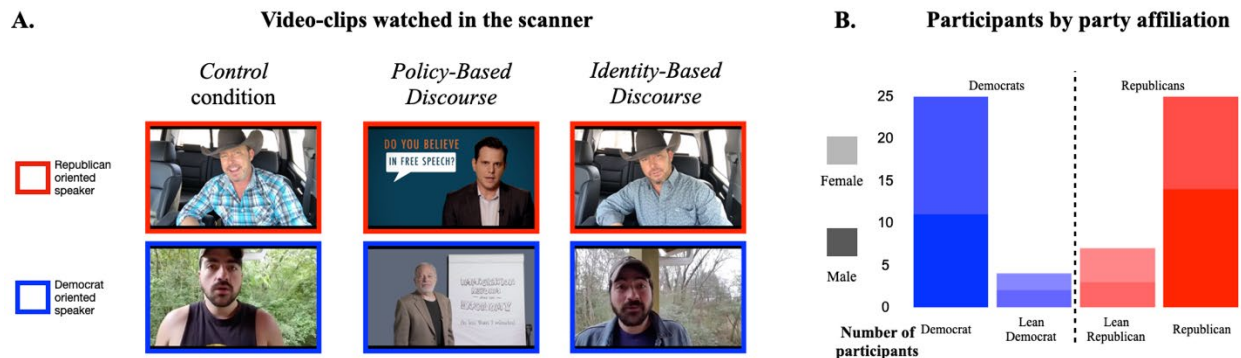 A.
Video-clips watched in the scanner
Control
condition
Policy-Based
Discourse
Identity-Based
Discourse
Republican
oriented
speaker
DO YOU BELIEVE
IN FREE SPEECH?
Democrat
oriented
speaker
B.
Participants by party affiliation
Democrats
Republicans
25
20
15
10
5
0
Female
Male
Number of
participants
Democrat
Lean
Democrat
Lean
Republican
Republican